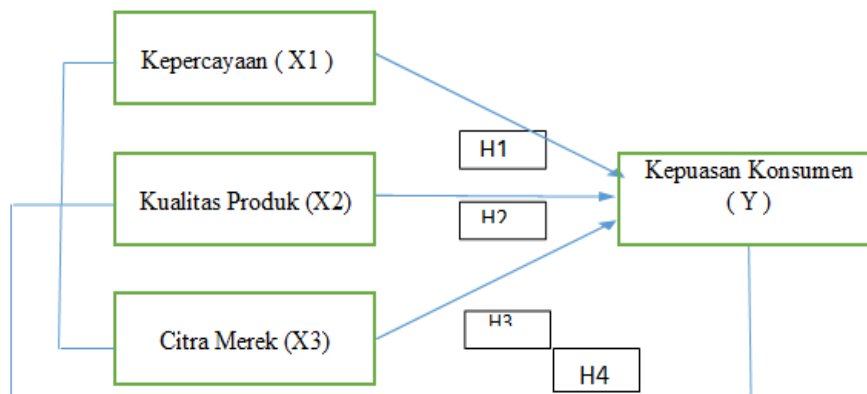 Kepercayaan ( X1 )
H1
Kualitas Produk (X2)
Kepuasan Konsumen
( Y )
H2
Citra Merek (X3)
H3
H4